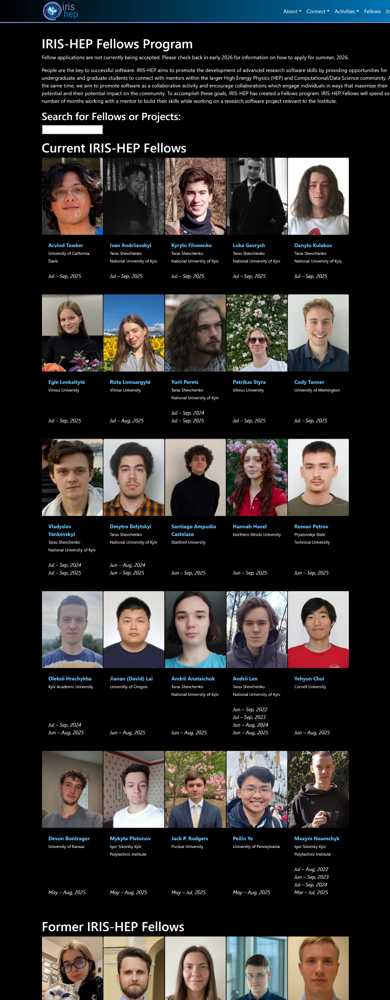 iris
hep
About Connect Activities Fellows
IRIS-HEP Fellows Program
Fellow applications are not currently being accepted. Please check back in early 2026 for information on how to apply for summer, 2026.
People are the key to successful software. IRIS-HEP aims to promote the development of advanced research software skills by providing opportunities for
undergraduate and graduate students to connect with mentors within the larger High Energy Physics (HEP) and Computational/Data Science community.
the same time, we aim to promote software as a collaborative activity and encourage collaborations which engage individuals in ways that maximize their
potential and their potential impact on the community. To accomplish these goals, IRIS-HEP has created a Fellows program. IRIS-HEP Fellows will spend
number of months working with a mentor to build their skills while working on a research software project relevant to the Institute.
Search for Fellows or Projects:
Current IRIS-HEP Fellows
Arvind Tawker
University of California,
Davis
Jul – Sep, 2025
Ivan Andriievskyi
Taras Shevchenko
National University of Kyiv
Jul – Sep, 2025
Kyrylo Filonenko
Taras Shevchenko
National University of Kyiv
Jul – Sep, 2025
Luka Gavrysh
Taras Shevchenko
National University of Kyiv
Jul – Sep, 2025
Danylo Kulakov
Taras Shevchenko
National University of Kyiv
Jul – Sep, 2025
Eglė Lenkaitytė
Vilnius University
Jul – Sep, 2025
Rūta Lomsargytė
Vilnius University
Jul – Aug, 2025
Yurii Perets
Taras Shevchenko
National University of Kyiv
Jul – Sep, 2024
Jul – Sep, 2025
Patrikas Styra
Vilnius University
Jul – Sep, 2025
Cody Tanner
University of Washington
Jul – Sep, 2025
Vladyslav
Yankovskyi
Taras Shevchenko
National University of Kyiv
Jul – Sep, 2024
Jul – Sep, 2025
Dmytro Belytskyi
Taras Shevchenko
National University of Kyiv
Jun – Aug, 2024
Jun – Sep, 2025
Santiago Ampudia
Castelazo
Stanford University
Jun – Sep, 2025
Hannah Havel
Northern Illinois University
Jun – Sep, 2025
Roman Petrov
Pryazovskyi State
Technical University
Jun – Sep, 2025
Cornell
Oleksii Hrechykha
Kyiv Academic University
Jul – Sep, 2024
Jun – Aug, 2025
Jianan (David) Lai
University of Oregon
Jun – Aug, 2025
Andrii Anataichuk
Taras Shevchenko
National University of Kyiv
Jun – Aug, 2025
Andrii Len
Taras Shevchenko
National University of Kyiv
Jun – Sep, 2022
Jul – Sep, 2023
Jun – Aug, 2024
Jun – Aug, 2025
Yehyun Choi
Cornell University
Jun – Aug, 2025
Devon Bontrager
University of Kansas
May – Aug, 2025
Mykyta Platonov
Igor Sikorsky Kyiv
Polytechnic Institute
May – Aug, 2025
Jack P. Rodgers
Purdue University
May – Jul, 2025
Peilin Ye
University of Pennsylvania
May – Aug, 2025
Maxym Naumchyk
Igor Sikorsky Kyiv
Polytechnic Institute
Jul – Aug, 2022
Jun – Sep, 2023
Jul – Sep, 2024
Mar – Jul, 2025
Former IRIS-HEP Fellows